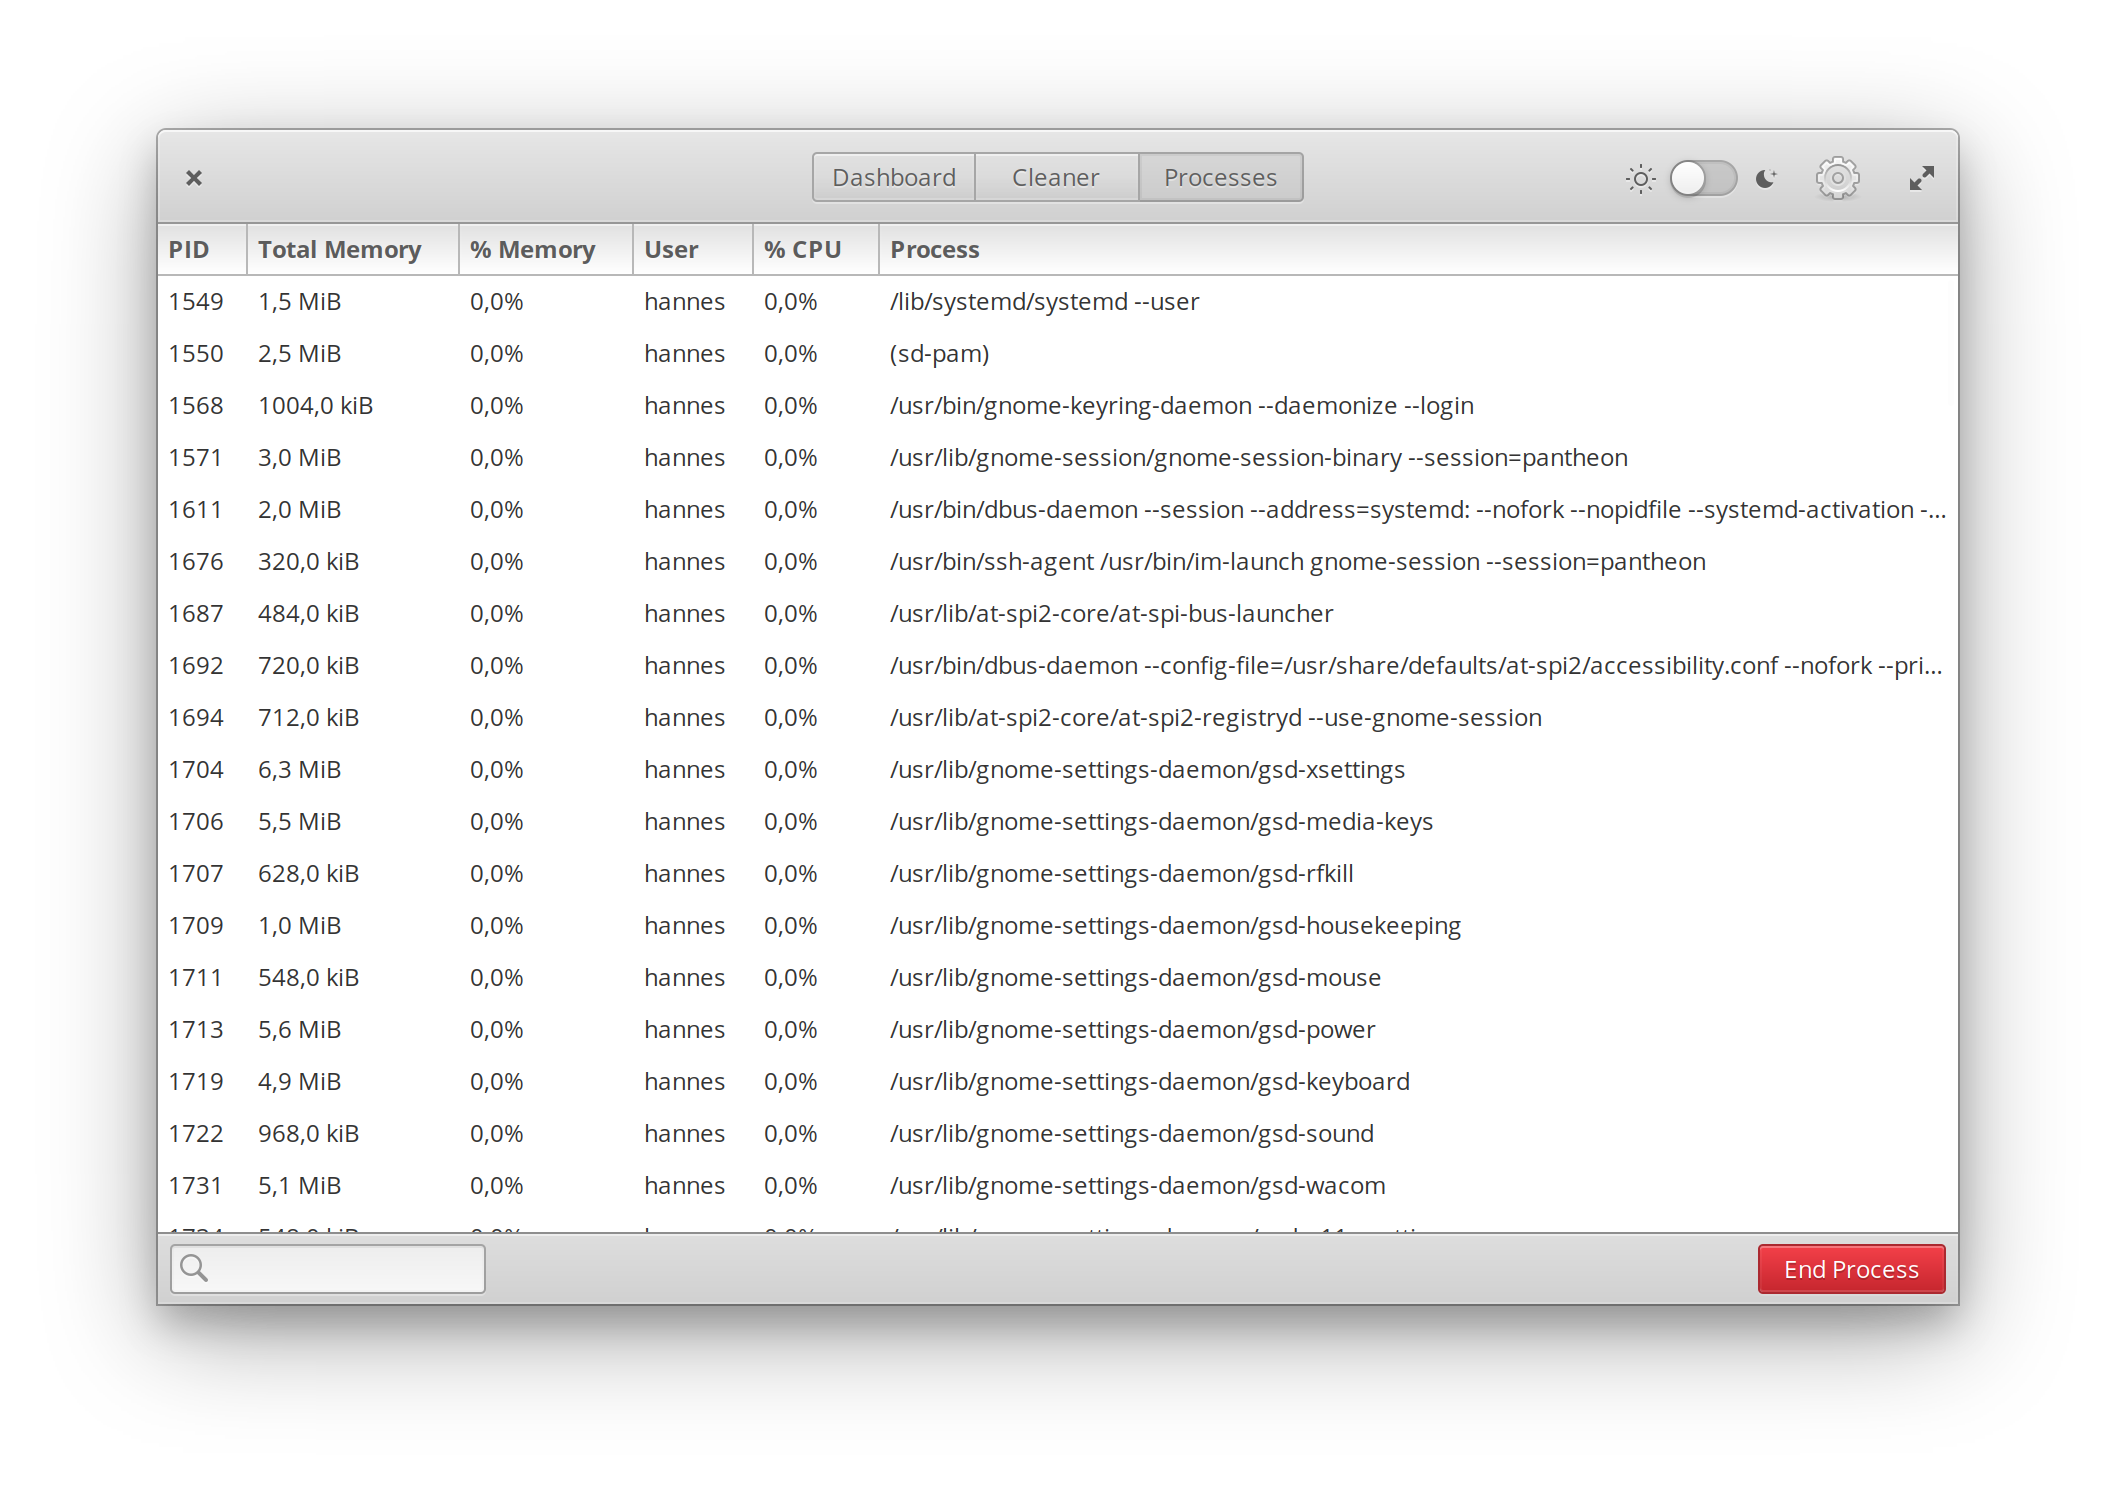 Dashboard Cleaner Processes
PID Total Memory % Memory User % CPU Process
1549 1,5 MiB 0,0% hannes 0,0% /lib/systemd/systemd --user
1550 2,5 MiB 0,0% hannes 0,0% (sd-pam)
1568 1004,0 kiB 0,0% hannes 0,0% /usr/bin/gnome-keyring-daemon --daemonize --login
1571 3,0 MiB 0,0% hannes 0,0% /usr/lib/gnome-session/gnome-session-binary --session=pantheon
1611 2,0 MiB 0,0% hannes 0,0% /usr/bin/dbus-daemon --session --address=systemd: --nofork --nopidfile --systemd-activation -...
1676 320,0 kiB 0,0% hannes 0,0% /usr/bin/ssh-agent /usr/bin/im-launch gnome-session --session=pantheon
1687 484,0 kiB 0,0% hannes 0,0% /usr/lib/at-spi2-core/at-spi-bus-launcher
1692 720,0 kiB 0,0% hannes 0,0% /usr/bin/dbus-daemon --config-file=/usr/share/defaults/at-spi2/accessibility.conf --nofork --pri...
1694 712,0 kiB 0,0% hannes 0,0% /usr/lib/at-spi2-core/at-spi2-registryd --use-gnome-session
1704 6,3 MiB 0,0% hannes 0,0% /usr/lib/gnome-settings-daemon/gsd-xsettings
1706 5,5 MiB 0,0% hannes 0,0% /usr/lib/gnome-settings-daemon/gsd-media-keys
1707 628,0 kiB 0,0% hannes 0,0% /usr/lib/gnome-settings-daemon/gsd-rfkill
1709 1,0 MiB 0,0% hannes 0,0% /usr/lib/gnome-settings-daemon/gsd-housekeeping
1711 548,0 kiB 0,0% hannes 0,0% /usr/lib/gnome-settings-daemon/gsd-mouse
1713 5,6 MiB 0,0% hannes 0,0% /usr/lib/gnome-settings-daemon/gsd-power
1719 4,9 MiB 0,0% hannes 0,0% /usr/lib/gnome-settings-daemon/gsd-keyboard
1722 968,0 kiB 0,0% hannes 0,0% /usr/lib/gnome-settings-daemon/gsd-sound
1731 5,1 MiB 0,0% hannes 0,0% /usr/lib/gnome-settings-daemon/gsd-wacom
End Process